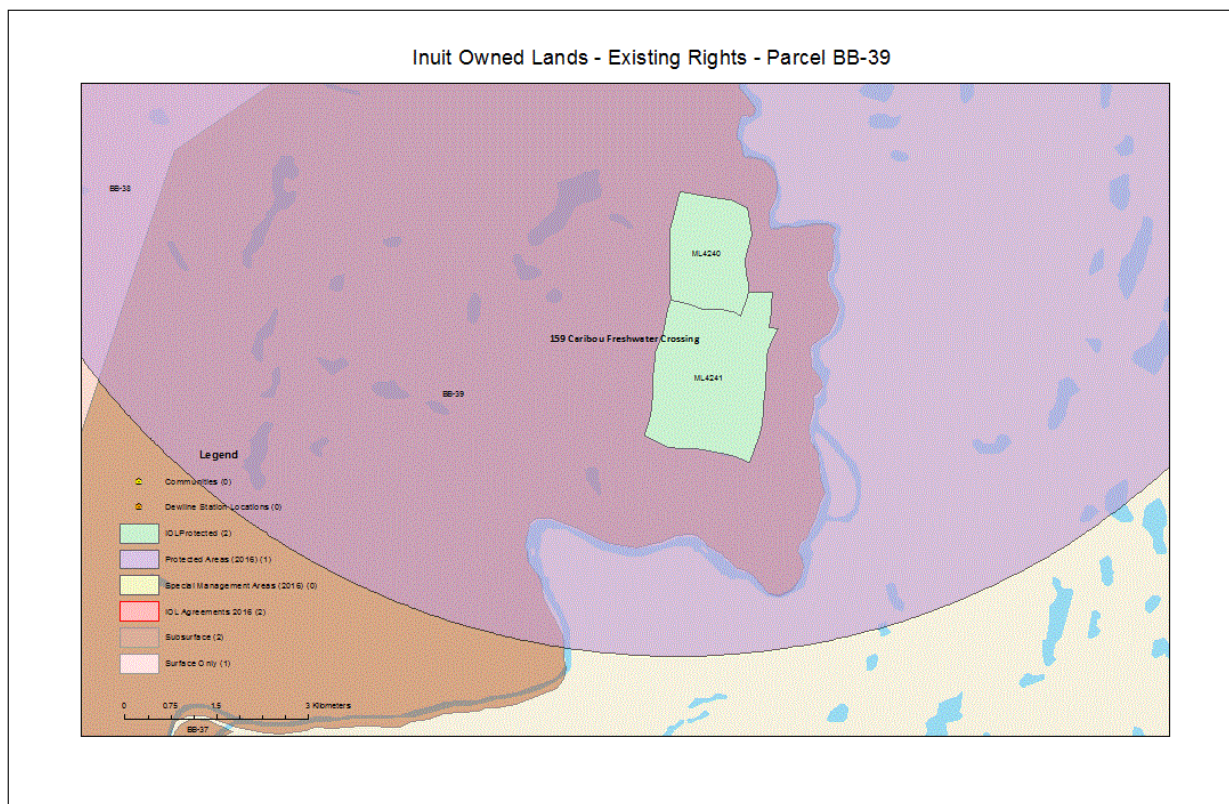 Inuit Owned Lands - Existing Rights - Parcel BB-39
BB-38
ML4240
159 Caribou Freshwater Crossing
ML4241
BB-39
Legend
Communities (0)
Dewline Station Locations (0)
IOLProtected (2)
Protected Areas (2016) (1)
Special Management Areas (2016) (0)
IOL Agreements 2016 (2)
Subsurface (2)
Surface Only (1)
0 0.75 1.5 3 Kilometers
BB-37